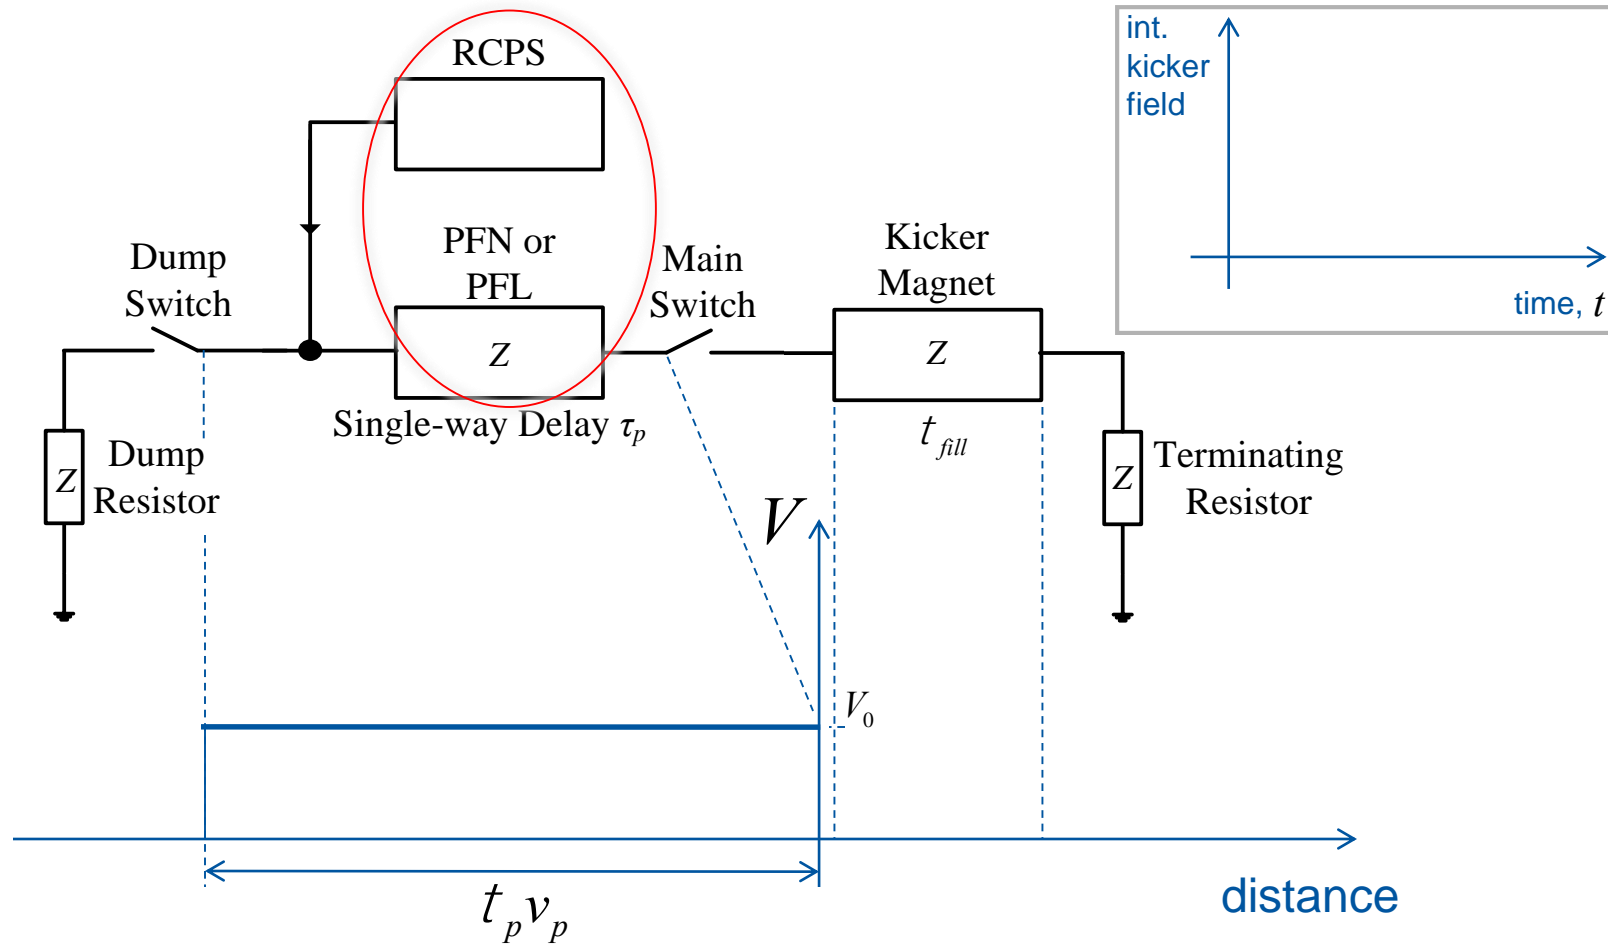 RCPS
int.
kicker
field
time, t
Dump
Switch
PFN or
PFL
Main
Switch
Kicker
Magnet
Z
Z
Single-way Delay τp
tfill
Z
Dump
Resistor
Z
Terminating
Resistor
V
V0
tpvp
distance